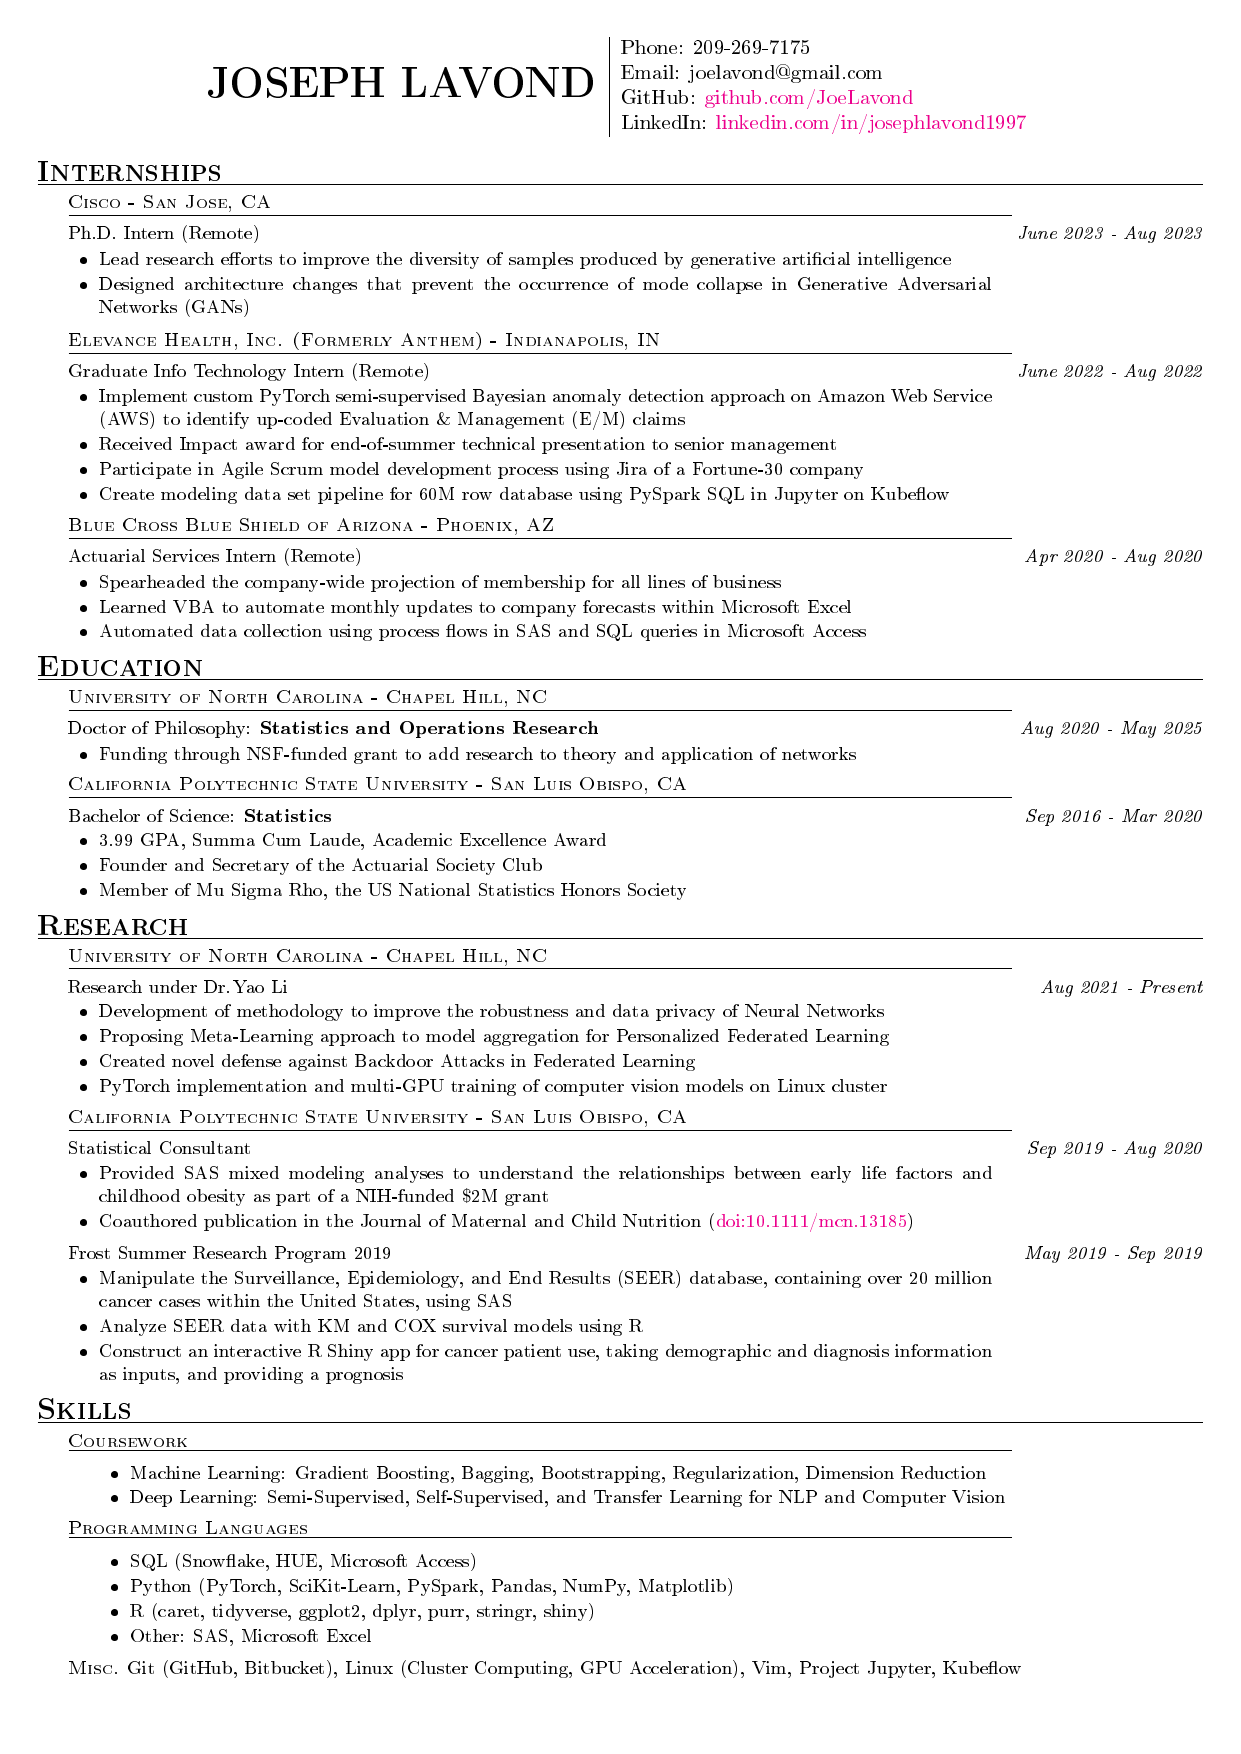 JOSEPH LAVOND
Phone: 209-269-7175
Email: joelavond@gmail.com
GitHub: github.com/JoeLavond
LinkedIn: linkedin.com/in/josephlavond1997
Internships
Cisco - San Jose, CA
Ph.D. Intern (Remote) June 2023 - Aug 2023
• Lead research efforts to improve the diversity of samples produced by generative artificial intelligence
• Designed architecture changes that prevent the occurrence of mode collapse in Generative Adversarial
Networks (GANs)
Elevance Health, Inc. (Formerly Anthem) - Indianapolis, IN
Graduate Info Technology Intern (Remote) June 2022 - Aug 2022
• Implement custom PyTorch semi-supervised Bayesian anomaly detection approach on Amazon Web Service
(AWS) to identify up-coded Evaluation & Management (E/M) claims
• Received Impact award for end-of-summer technical presentation to senior management
• Participate in Agile Scrum model development process using Jira of a Fortune-30 company
• Create modeling data set pipeline for 60M row database using PySpark SQL in Jupyter on Kubeflow
Blue Cross Blue Shield of Arizona - Phoenix, AZ
Actuarial Services Intern (Remote) Apr 2020 - Aug 2020
• Spearheaded the company-wide projection of membership for all lines of business
• Learned VBA to automate monthly updates to company forecasts within Microsoft Excel
• Automated data collection using process flows in SAS and SQL queries in Microsoft Access
Education
University of North Carolina - Chapel Hill, NC
Doctor of Philosophy: Statistics and Operations Research Aug 2020 - May 2025
• Funding through NSF-funded grant to add research to theory and application of networks
California Polytechnic State University - San Luis Obispo, CA
Bachelor of Science: Statistics Sep 2016 - Mar 2020
• 3.99 GPA, Summa Cum Laude, Academic Excellence Award
• Founder and Secretary of the Actuarial Society Club
• Member of Mu Sigma Rho, the US National Statistics Honors Society
Research
University of North Carolina - Chapel Hill, NC
Research under Dr. Yao Li Aug 2021 - Present
• Development of methodology to improve the robustness and data privacy of Neural Networks
• Proposing Meta-Learning approach to model aggregation for Personalized Federated Learning
• Created novel defense against Backdoor Attacks in Federated Learning
• PyTorch implementation and multi-GPU training of computer vision models on Linux cluster
California Polytechnic State University - San Luis Obispo, CA
Statistical Consultant Sep 2019 - Aug 2020
• Provided SAS mixed modeling analyses to understand the relationships between early life factors and
childhood obesity as part of a NIH-funded $2M grant
• Coauthored publication in the Journal of Maternal and Child Nutrition (doi:10.1111/mcn.13185)
Frost Summer Research Program 2019 May 2019 - Sep 2019
• Manipulate the Surveillance, Epidemiology, and End Results (SEER) database, containing over 20 million
cancer cases within the United States, using SAS
• Analyze SEER data with KM and COX survival models using R
• Construct an interactive R Shiny app for cancer patient use, taking demographic and diagnosis information
as inputs, and providing a prognosis
Skills
Coursework
• Machine Learning: Gradient Boosting, Bagging, Bootstrapping, Regularization, Dimension Reduction
• Deep Learning: Semi-Supervised, Self-Supervised, and Transfer Learning for NLP and Computer Vision
Programming Languages
• SQL (Snowflake, HUE, Microsoft Access)
• Python (PyTorch, SciKit-Learn, PySpark, Pandas, NumPy, Matplotlib)
• R (caret, tidyverse, ggplot2, dplyr, purr, stringr, shiny)
• Other: SAS, Microsoft Excel
Misc. Git (GitHub, Bitbucket), Linux (Cluster Computing, GPU Acceleration), Vim, Project Jupyter, Kubeflow